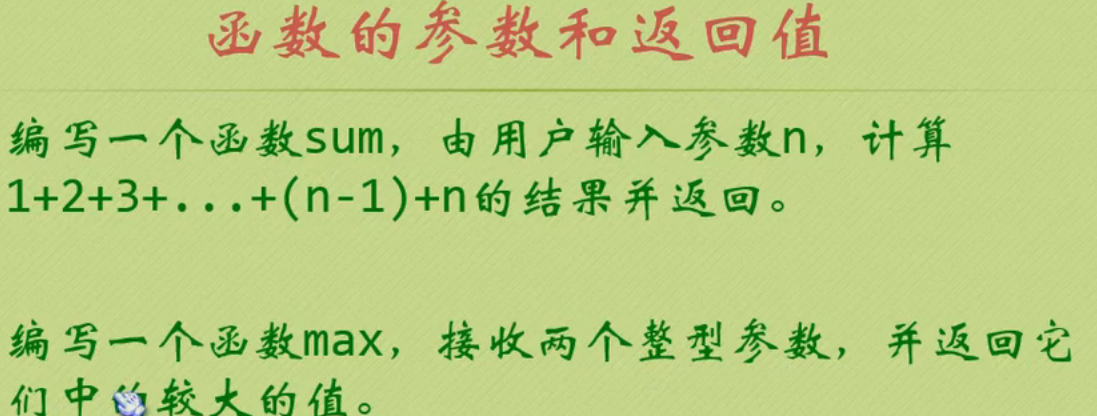 函数的参数和返回值
编写一个函数sum，由用户输入参数n，计算
1+2+3+...+(n-1)+n的结果并返回。
编写一个函数max，接收两个整型参数，并返回它
们中的较大的值。